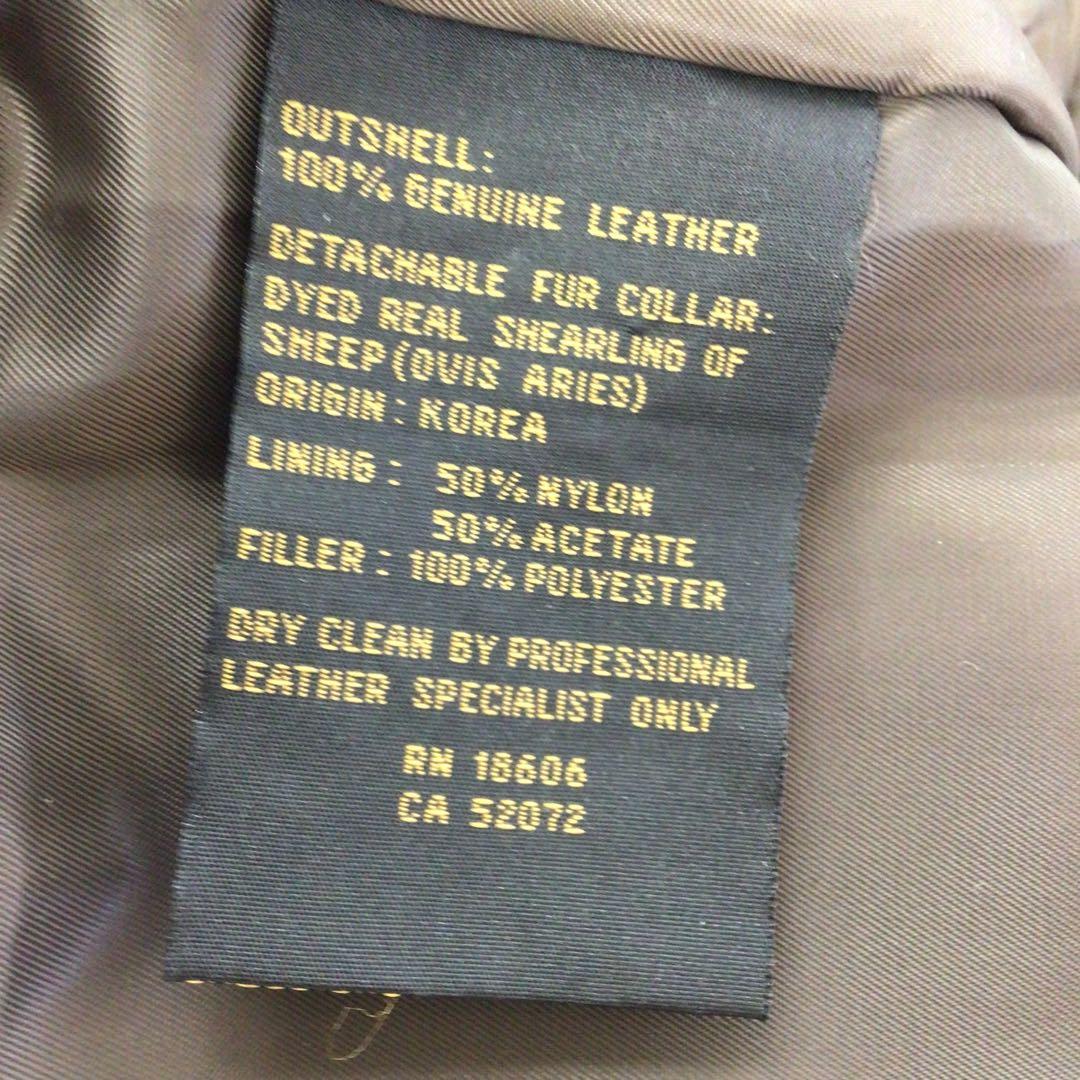 OUTSHELL:
100% GENUINE LEATHER
DETACHABLE FUR COLLAR:
DYED REAL SHEARLING OF
SHEEP(OVIS ARIES)
ORIGIN: KOREA
LINING: 50% NYLON
50% ACETATE
FILLER: 100% POLYESTER
DRY CLEAN BY PROFESSIONAL
LEATHER SPECIALIST ONLY
RN 18606
CA 52072